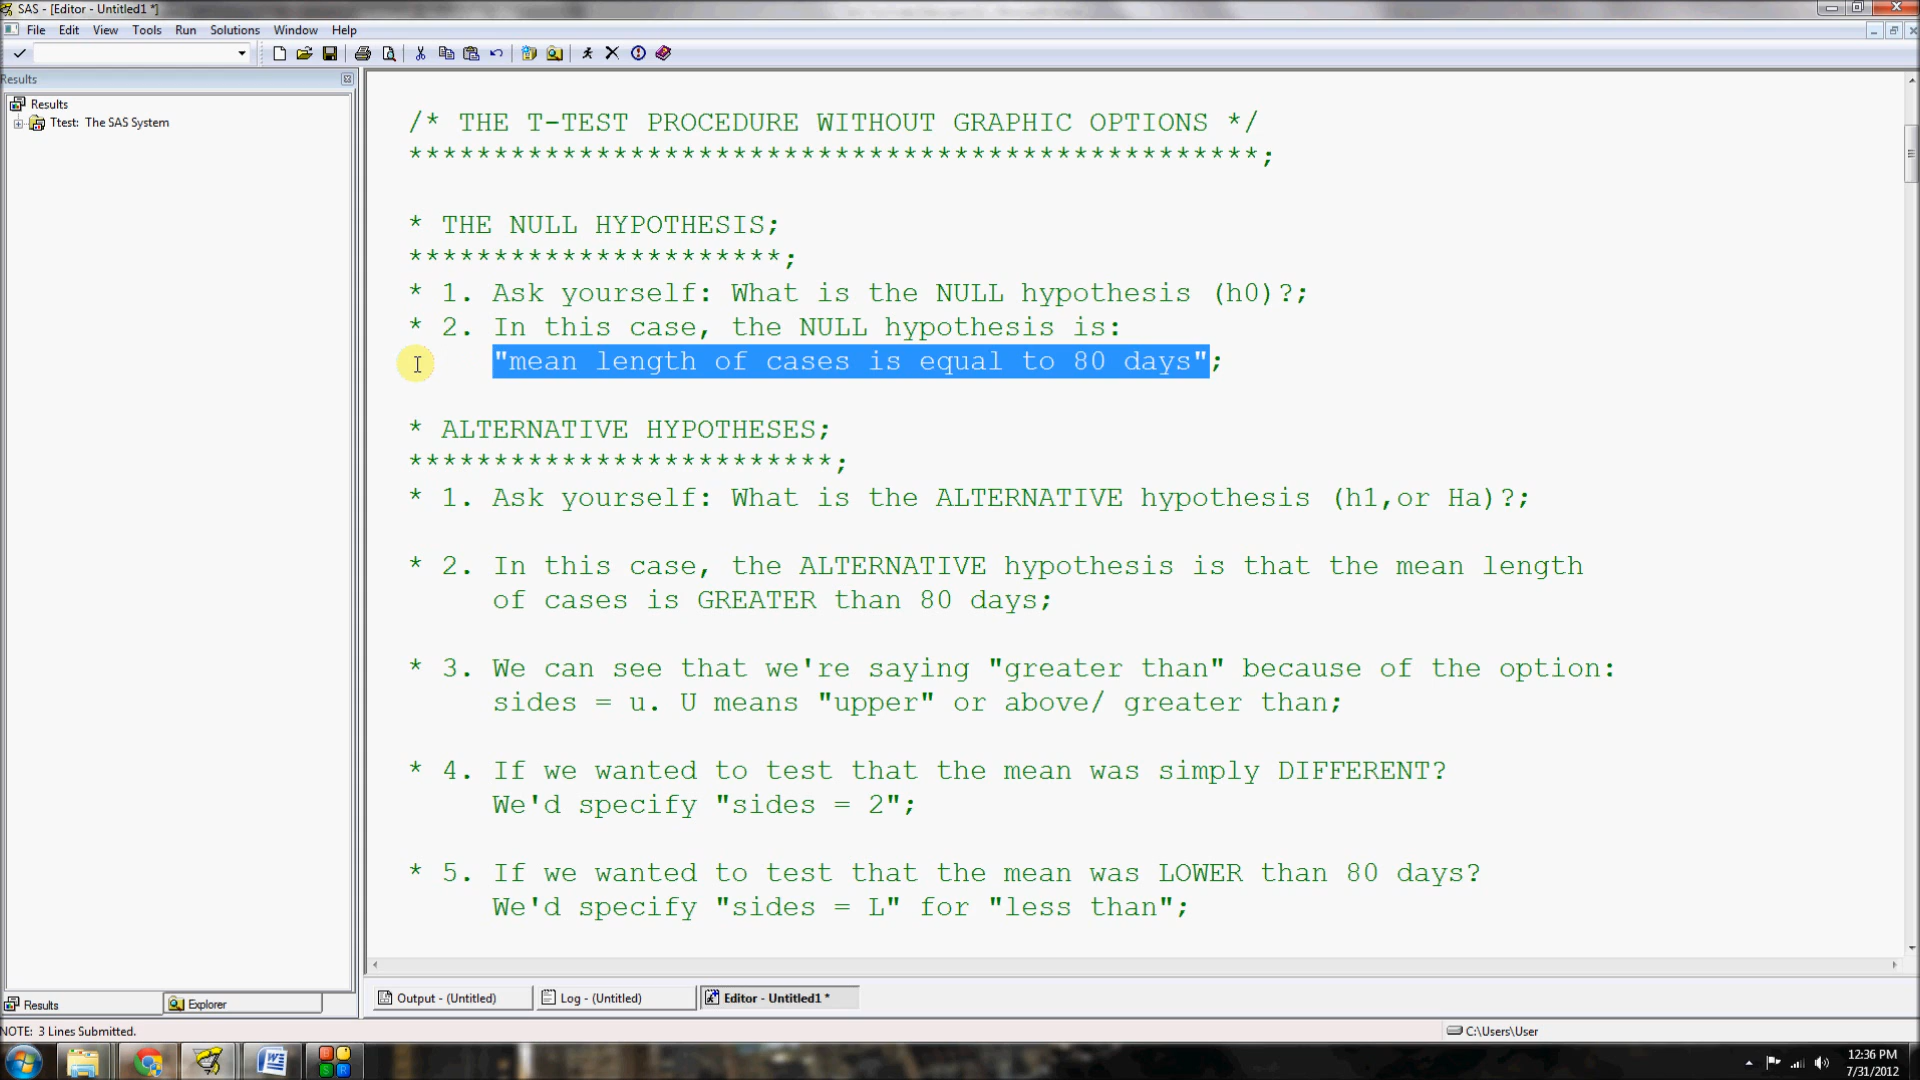 SAS - [Editor - Untitled1 *]
File Edit View Tools Run Solutions Window Help
Results
Results
Ttest: The SAS System
/* THE T-TEST PROCEDURE WITHOUT GRAPHIC OPTIONS */
**************************************************;
* THE NULL HYPOTHESIS;
**********************;
* 1. Ask yourself: What is the NULL hypothesis (h0)?;
* 2. In this case, the NULL hypothesis is:
"mean length of cases is equal to 80 days";
* ALTERNATIVE HYPOTHESES;
*************************;
* 1. Ask yourself: What is the ALTERNATIVE hypothesis (h1,or Ha)?;
* 2. In this case, the ALTERNATIVE hypothesis is that the mean length
of cases is GREATER than 80 days;
* 3. We can see that we're saying "greater than" because of the option:
sides = u. U means "upper" or above/ greater than;
* 4. If we wanted to test that the mean was simply DIFFERENT?
We'd specify "sides = 2";
* 5. If we wanted to test that the mean was LOWER than 80 days?
We'd specify "sides = L" for "less than";
Results Explorer
Output - (Untitled) Log - (Untitled) Editor - Untitled1 *
NOTE: 3 Lines Submitted.
C:\Users\User
12:36 PM
7/31/2012